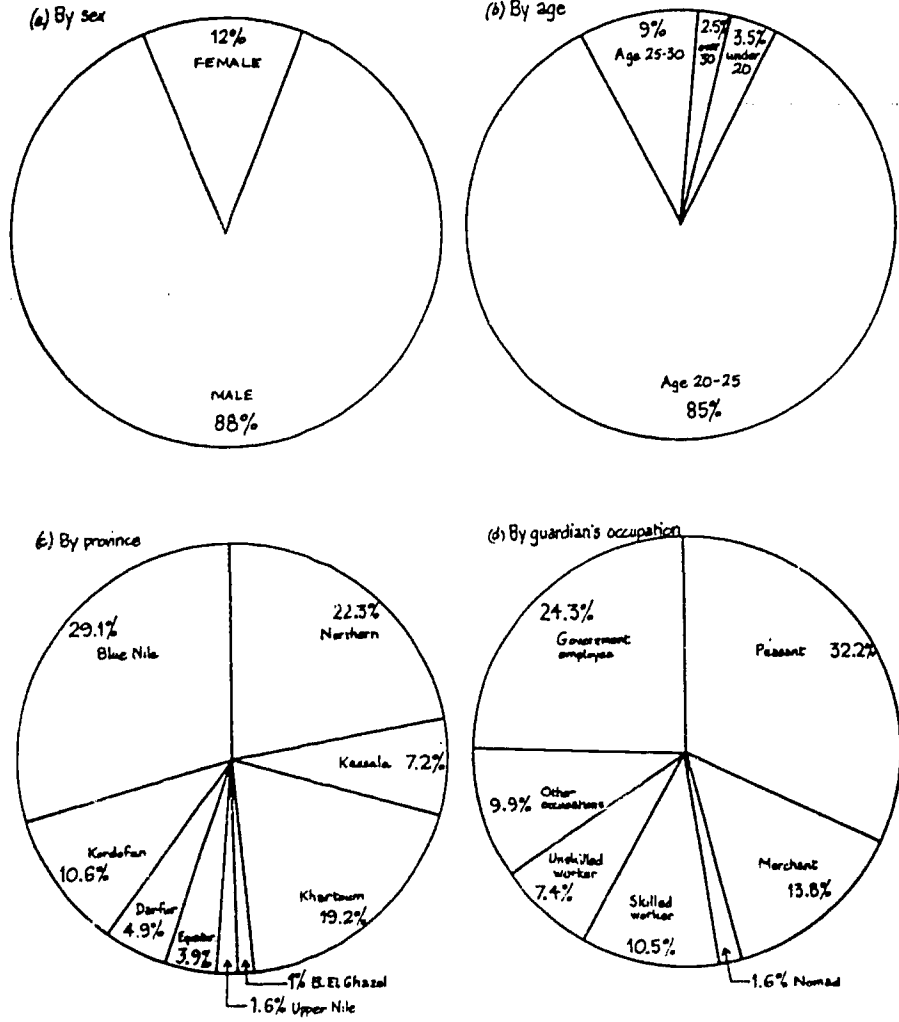 (a) By sex
12%
FEMALE
MALE
88%
(b) By age
9%
Age 25-30
2.5%
over
30
3.5%
under
20
Age 20-25
85%
(c) By province
22.3%
Northern
Kassala 7.2%
Khartoum
19.2%
1% B. El Ghazal
1.6% Upper Nile
Equator
3.9%
Darfur
4.9%
Kordofan
10.6%
29.1%
Blue Nile
(d) By guardian's occupation
Peasant 32.2%
Merchant
13.8%
1.6% Nomad
Skilled
worker
10.5%
Unskilled
worker
7.4%
9.9% Other
occupations
24.3%
Government
employee